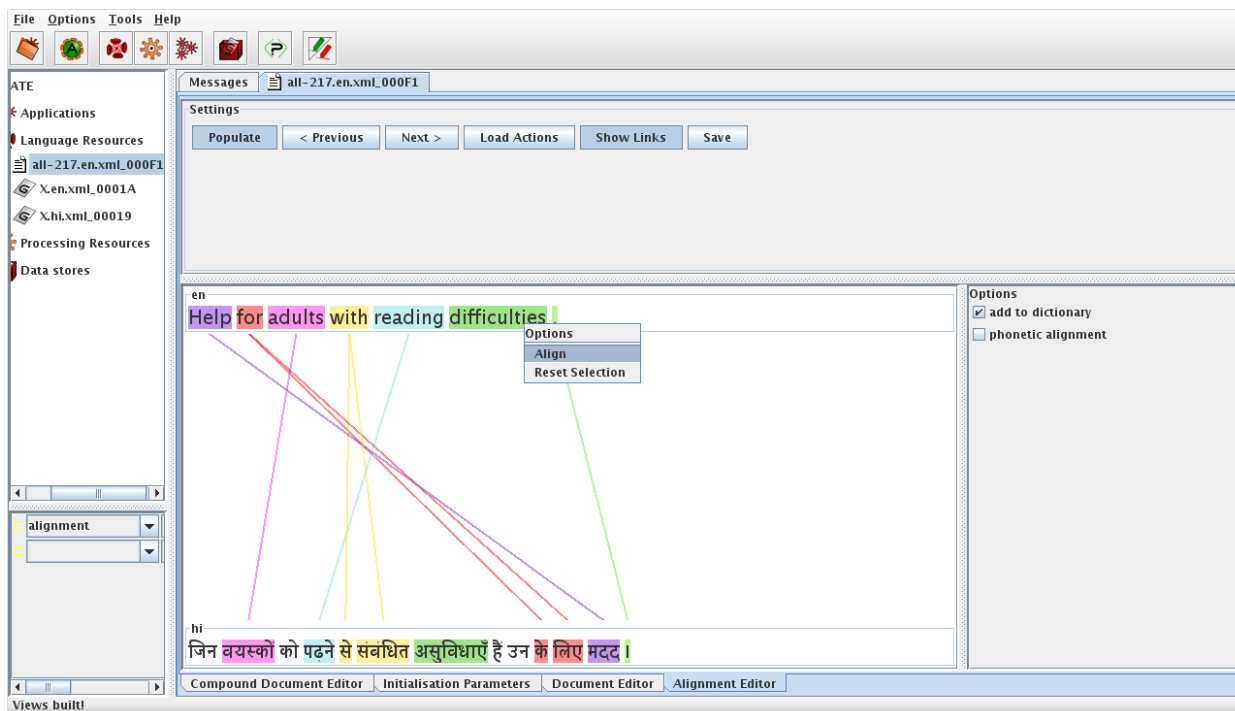 File Options Tools Help
ATE
Applications
Language Resources
all-217.en.xml_000F1
X.en.xml_0001A
X.hi.xml_00019
Processing Resources
Data stores
alignment
Messages all-217.en.xml_000F1
Settings
Populate < Previous Next > Load Actions Show Links Save
en
Help for adults with reading difficulties .
Options
Align
Reset Selection
hi
जिन वयस्कों को पढ़ने से संबंधित असुविधाएँ हैं उन के लिए मदद ।
Options
add to dictionary
phonetic alignment
Compound Document Editor Initialisation Parameters Document Editor Alignment Editor
Views built!